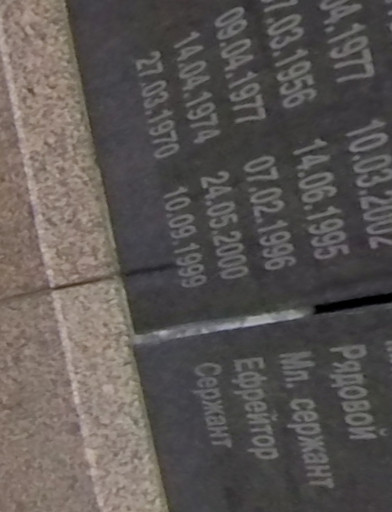 04.1977 10.03.2002
7.03.1956 14.06.1995 Рядовой
09.04.1977 07.02.1996 Мл. сержант
14.04.1974 24.05.2000 Ефрейтор
27.03.1970 10.09.1999 Сержант